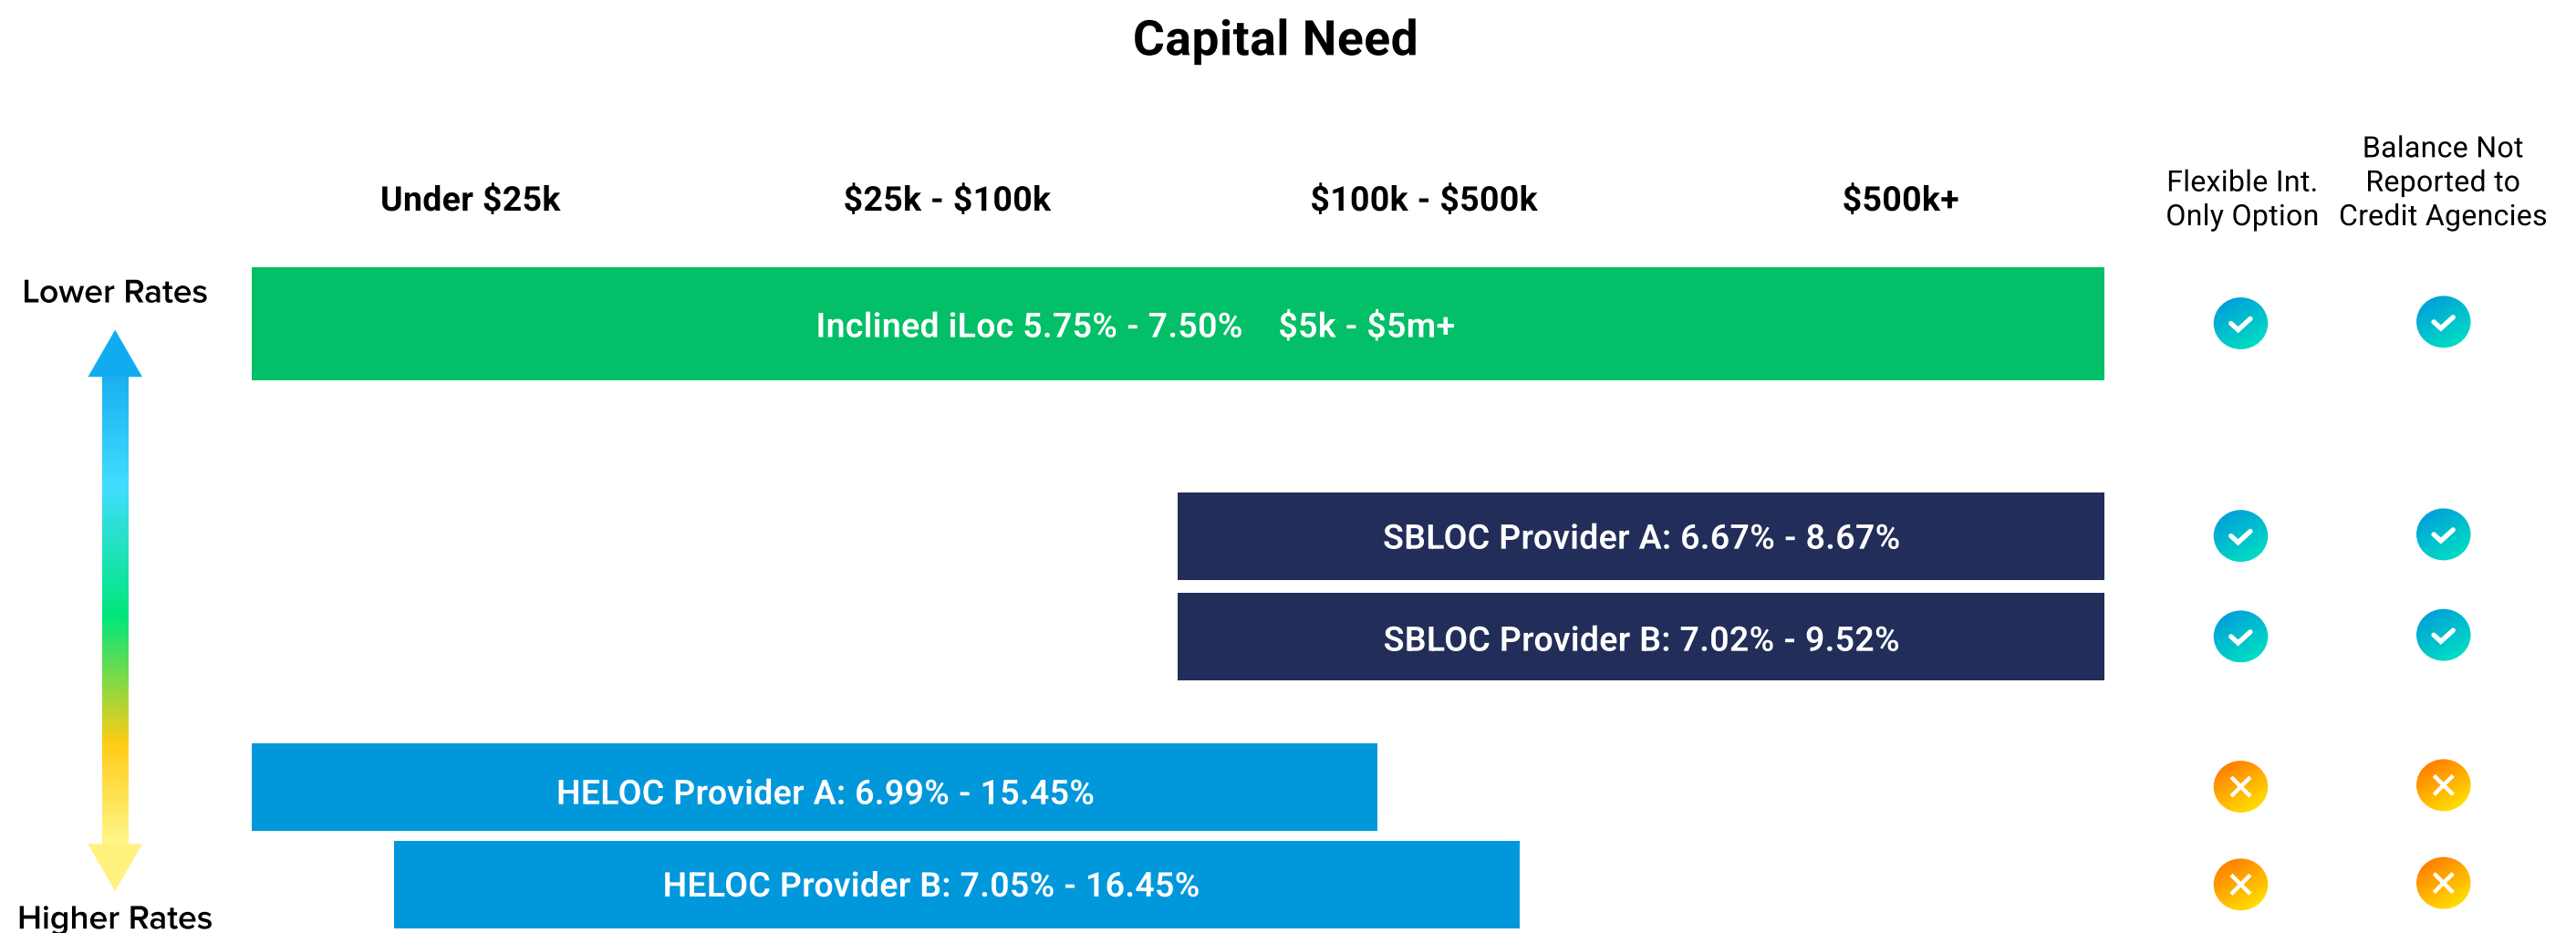 Capital Need
Balance Not
Flexible Int. Reported to
Under $25k $25k - $100k $100k - $500k $500k+ Only Option Credit Agencies
Lower Rates
Inclined iLoc 5.75% - 7.50% $5k - $5m+
SBLOC Provider A: 6.67% - 8.67%
SBLOC Provider B: 7.02% - 9.52%
HELOC Provider A: 6.99% - 15.45%
HELOC Provider B: 7.05% - 16.45%
Higher Rates